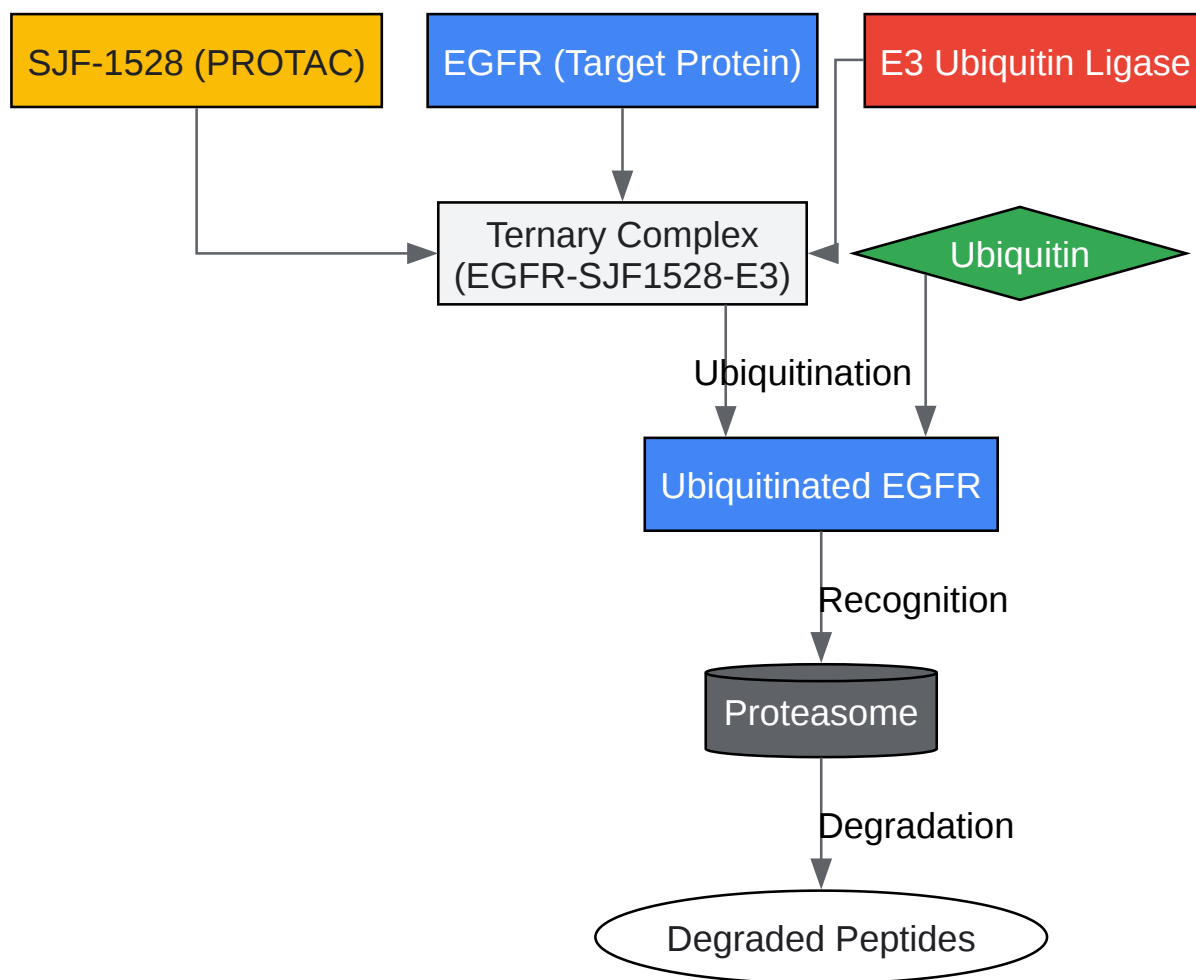 SJF-1528 (PROTAC)
EGFR (Target Protein)
E3 Ubiquitin Ligase
Ternary Complex
(EGFR-SJF1528-E3)
Ubiquitin
Ubiquitination
Ubiquitinated EGFR
Recognition
Proteasome
Degradation
Degraded Peptides